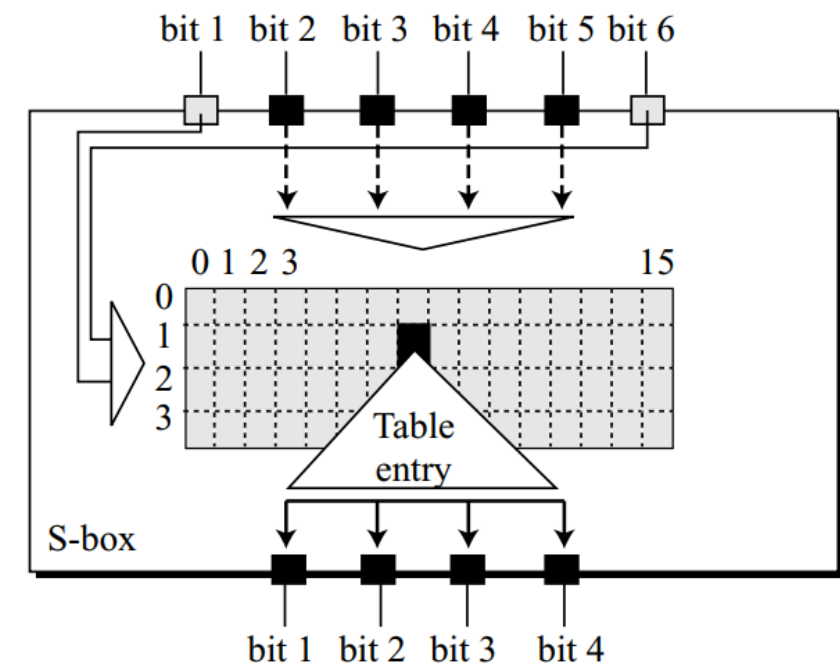 bit 1 bit 2 bit 3 bit 4 bit 5 bit 6
0 1 2 3 15
0
1
2
3
Table
entry
S-box
bit 1 bit 2 bit 3 bit 4